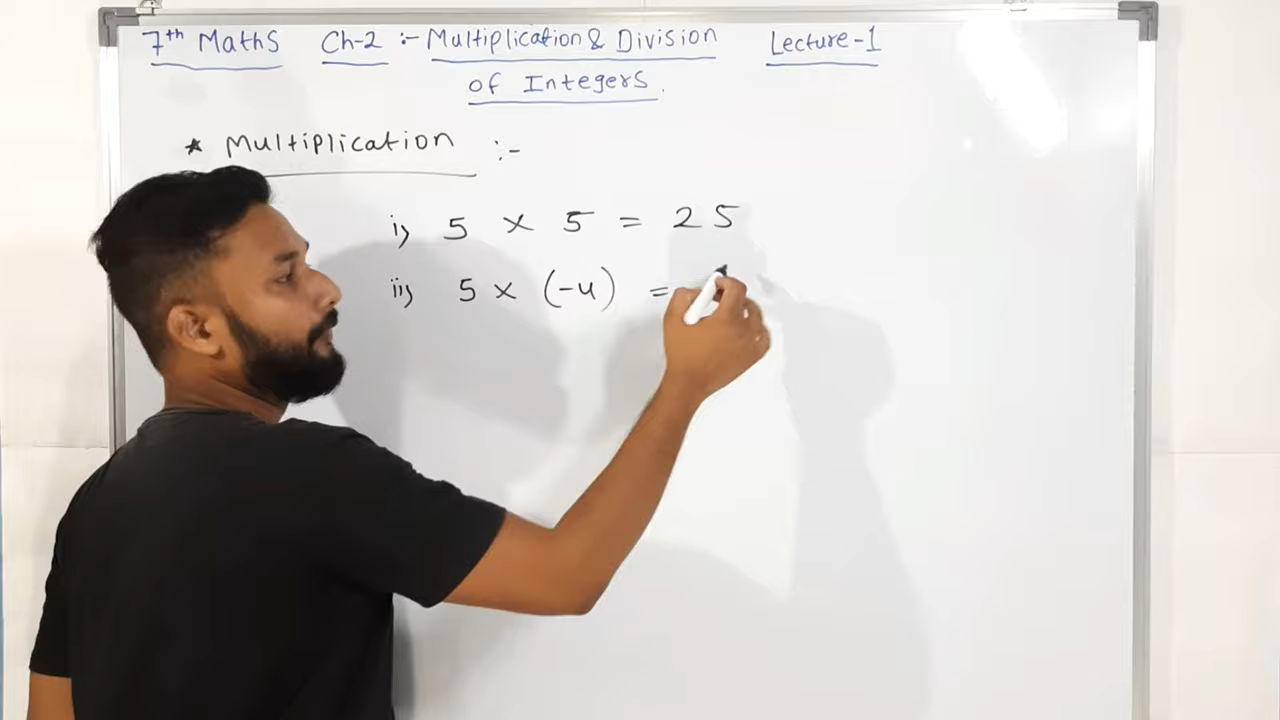 7th Maths Ch-2 :- Multiplication & Division Lecture-1
of Integers.
* Multiplication :-
i) 5 × 5 = 25
ii) 5 × (-4) =